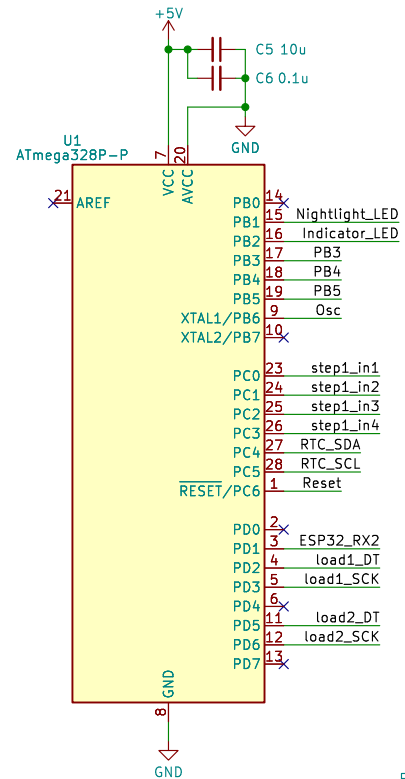 +5V
C5 10u
C6 0.1u
GND
U1
ATmega328P-P
7 20
VCC AVCC
21 AREF
PB0 14
PB1 15 Nightlight_LED
PB2 16 Indicator_LED
PB3 17 PB3
PB4 18 PB4
PB5 19 PB5
XTAL1/PB6 9 Osc
XTAL2/PB7 10
PC0 23 step1_in1
PC1 24 step1_in2
PC2 25 step1_in3
PC3 26 step1_in4
PC4 27 RTC_SDA
PC5 28 RTC_SCL
RESET/PC6 1 Reset
PD0 2
PD1 3 ESP32_RX2
PD2 4 load1_DT
PD3 5 load1_SCK
PD4 6
PD5 11 load2_DT
PD6 12 load2_SCK
PD7 13
GND
8
GND